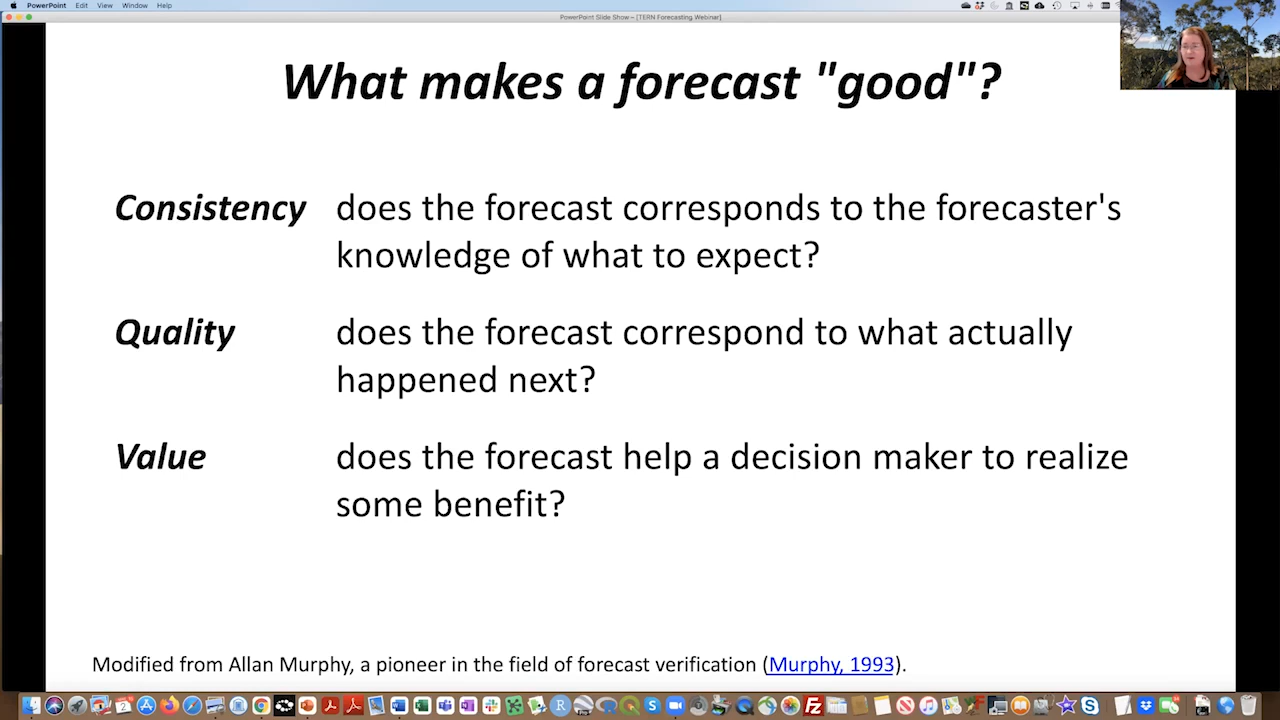 PowerPoint Edit View Window Help
PowerPoint Slide Show - [TERN Forecasting Webinar]
What makes a forecast "good"?
Consistency does the forecast corresponds to the forecaster's
knowledge of what to expect?
Quality does the forecast correspond to what actually
happened next?
Value does the forecast help a decision maker to realize
some benefit?
Modified from Allan Murphy, a pioneer in the field of forecast verification (Murphy, 1993).